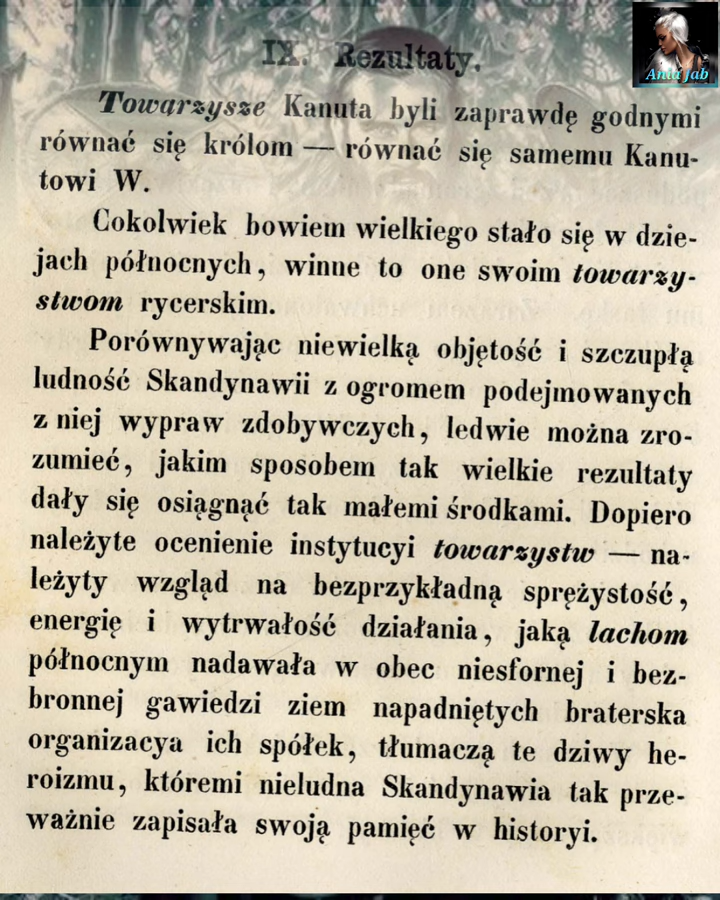 Ania jab
IX. Rezultaty.
Towarzysze Kanuta byli zaprawdę godnymi
równać się królom — równać się samemu Kanu-
towi W.
Cokolwiek bowiem wielkiego stało się w dzie-
jach północnych, winne to one swoim towarzy-
stwom rycerskim.
Porównywając niewielką objętość i szczupłą
ludność Skandynawii z ogromem podejmowanych
z niej wypraw zdobywczych, ledwie można zro-
zumieć, jakim sposobem tak wielkie rezultaty
dały się osiągnąć tak małemi środkami. Dopiero
należyte ocenienie instytucyi towarzystw — na-
leżyty wzgląd na bezprzykładną sprężystość,
energię i wytrwałość działania, jaką lachom
północnym nadawała w obec niesfornej i bez-
bronnej gawiedzi ziem napadniętych braterska
organizacya ich spółek, tłumaczą te dziwy he-
roizmu, któremi nieludna Skandynawia tak prze-
ważnie zapisała swoją pamięć w historyi.